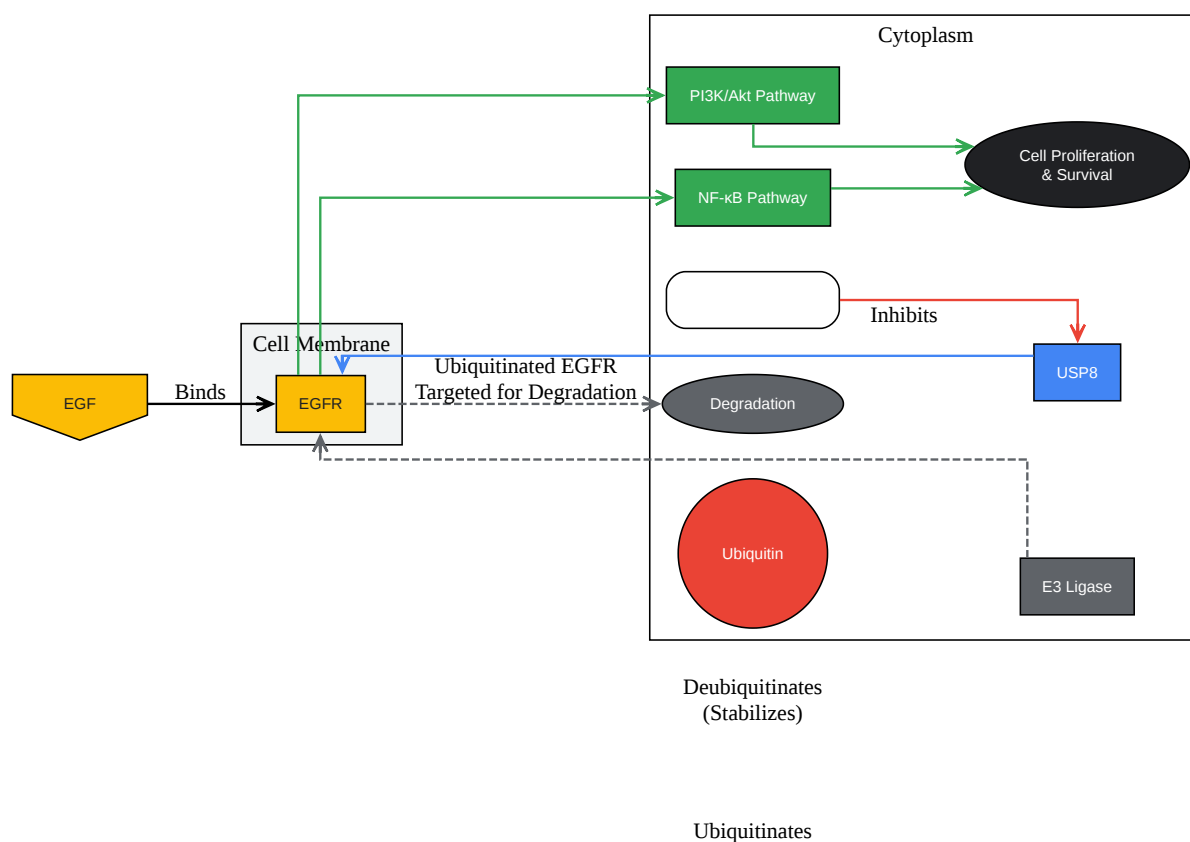 Cytoplasm
PI3K/Akt Pathway
Cell Proliferation
& Survival
NF-κB Pathway
Inhibits
Cell Membrane
Ubiquitinated EGFR
Targeted for Degradation
USP8
EGF
Binds
EGFR
Degradation
Ubiquitin
E3 Ligase
Deubiquitinates
(Stabilizes)
Ubiquitinates